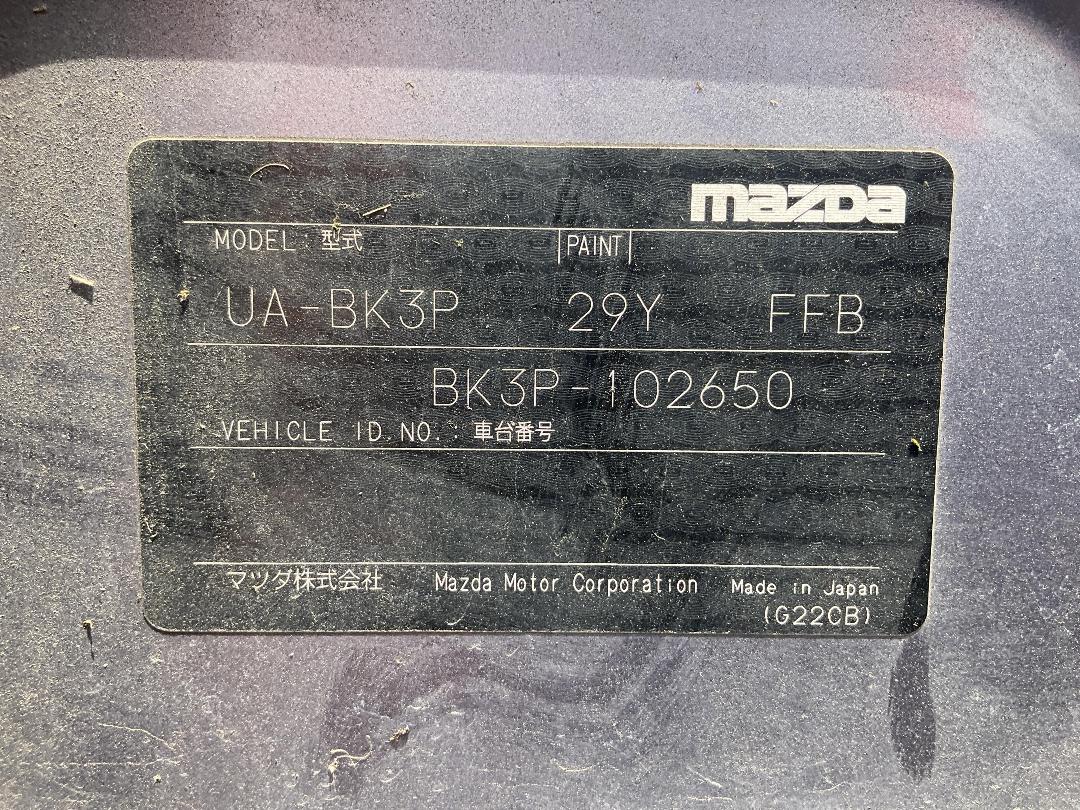 mazda
MODEL : 型式 PAINT
UA-BK3P 29Y FFB
BK3P-102650
VEHICLE ID NO. : 車台番号
マツダ株式会社 Mazda Motor Corporation Made in Japan
(G22CB)